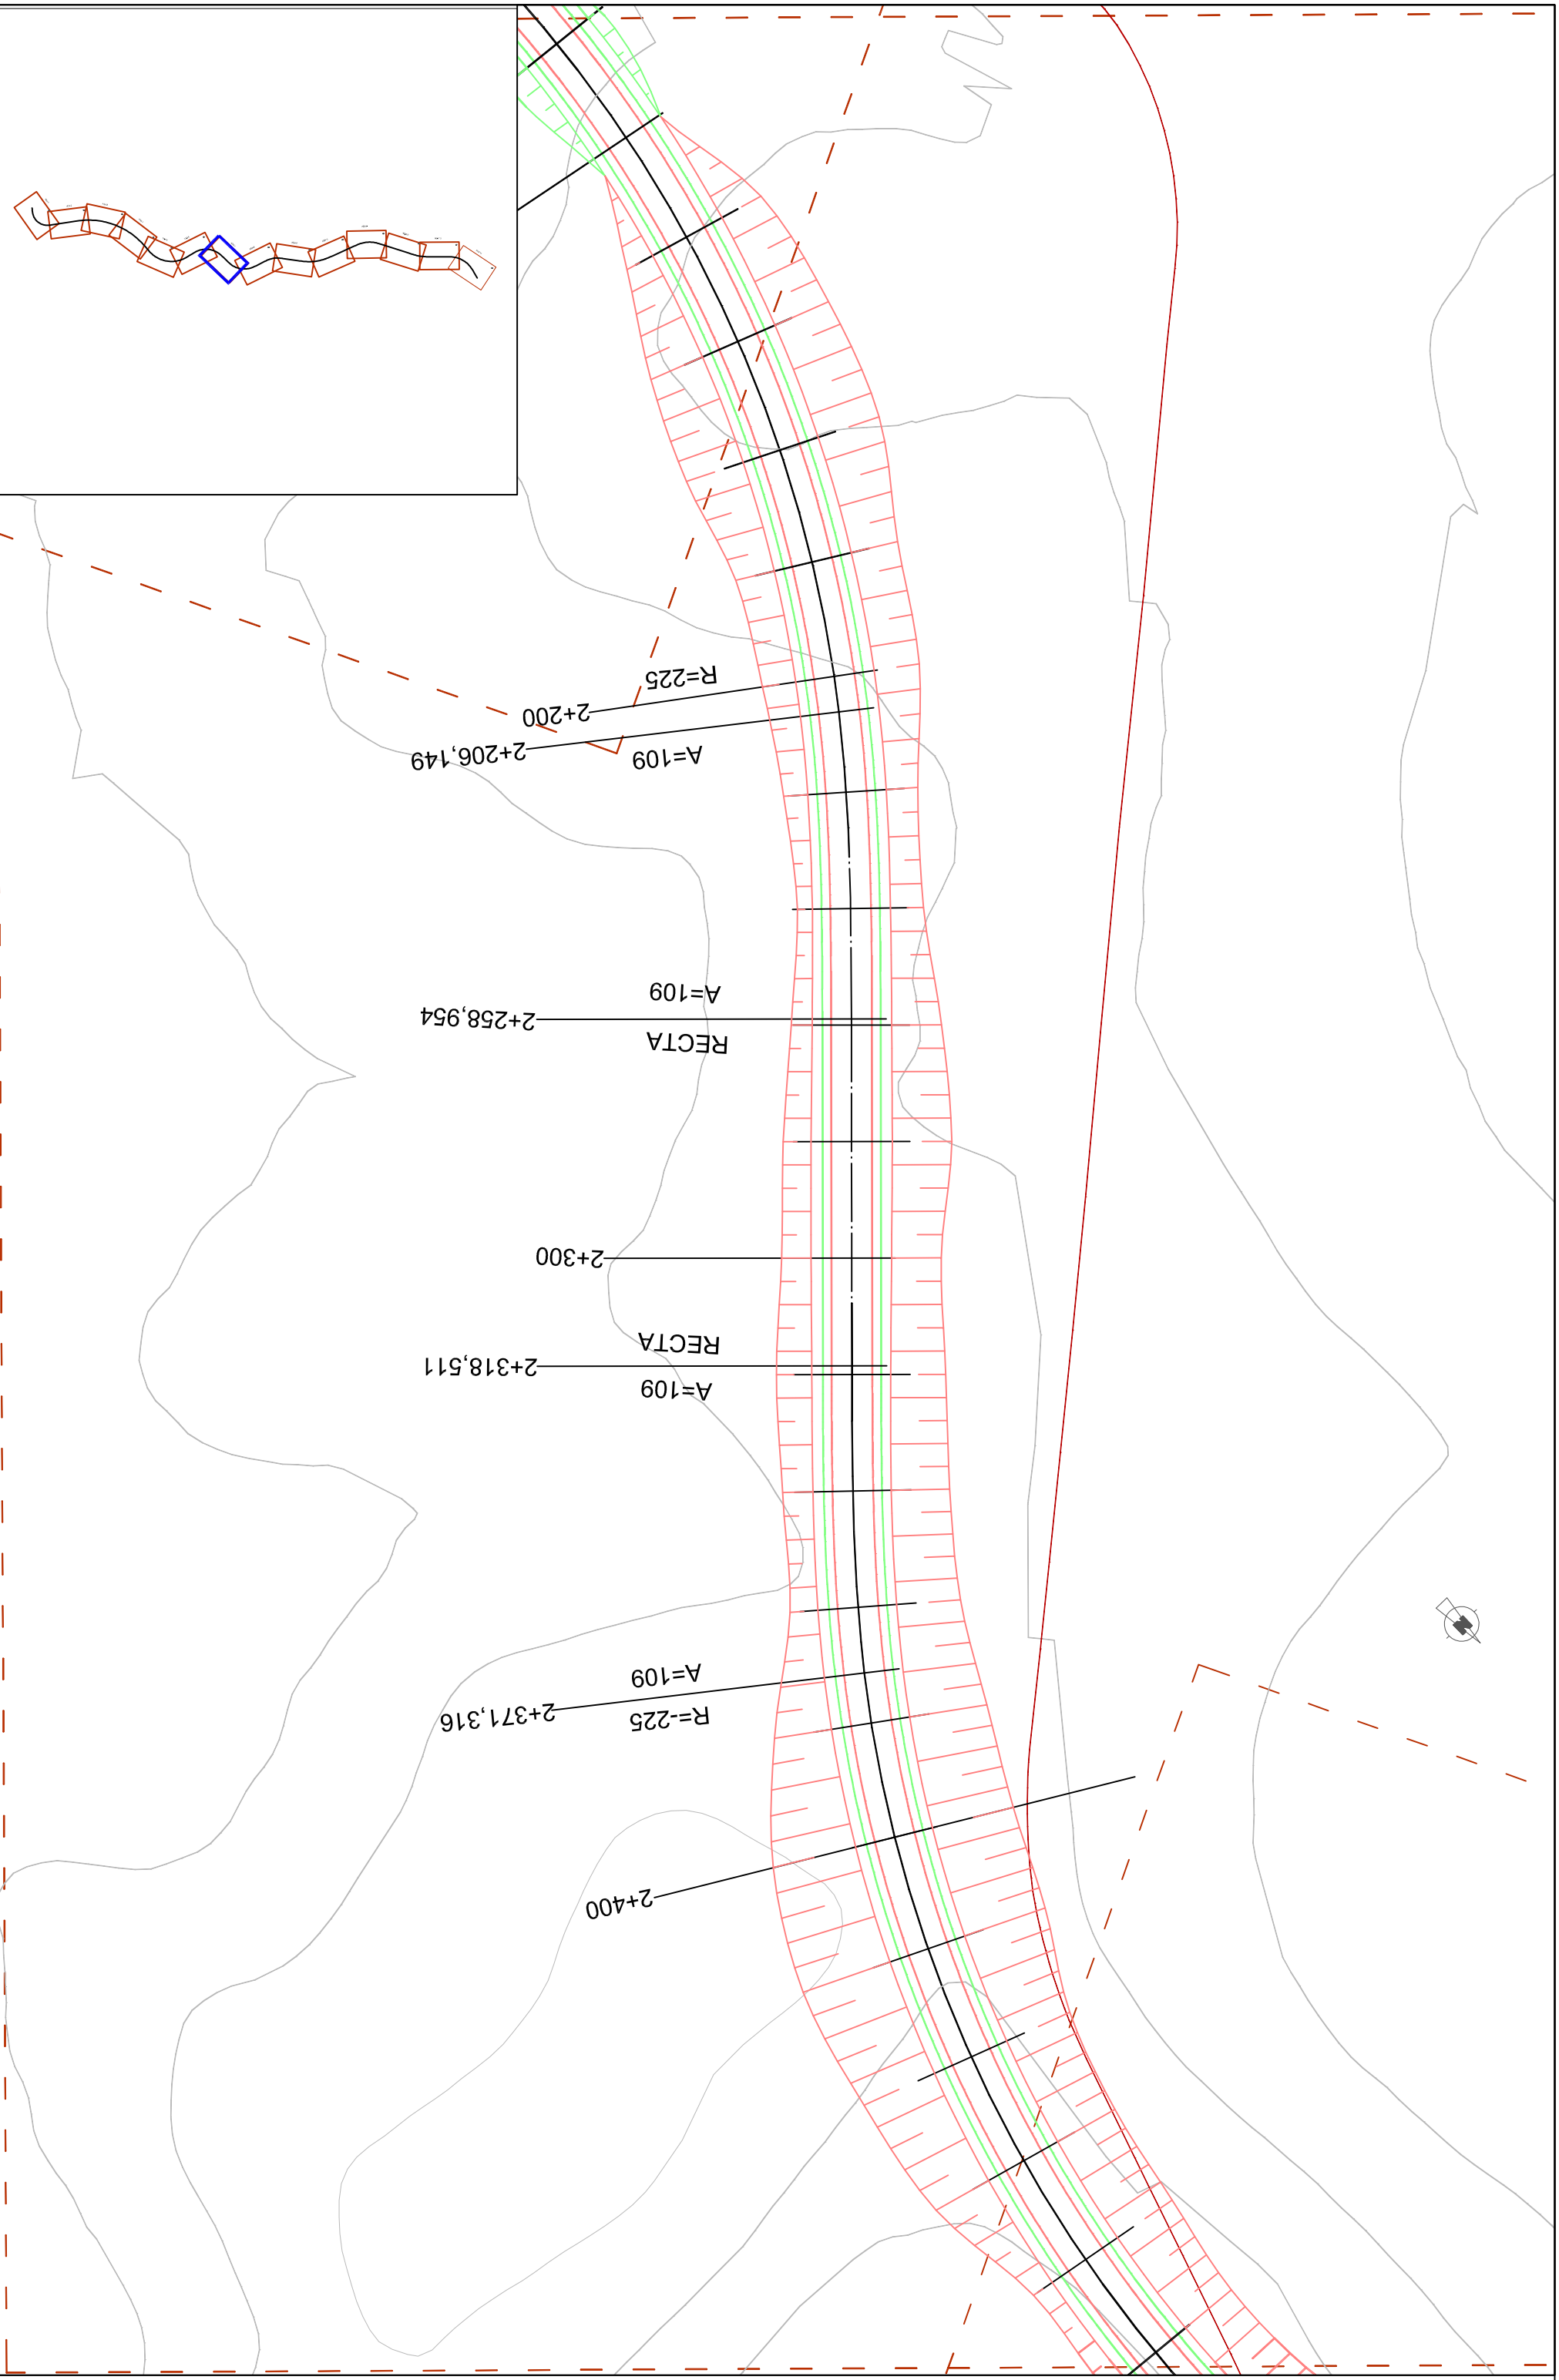 R=225
2+200
2+206,149
A=109
A=109
2+258,954
RECTA
2+300
RECTA
2+318,511
A=109
A=109
2+371,316
R=-225
2+400
N